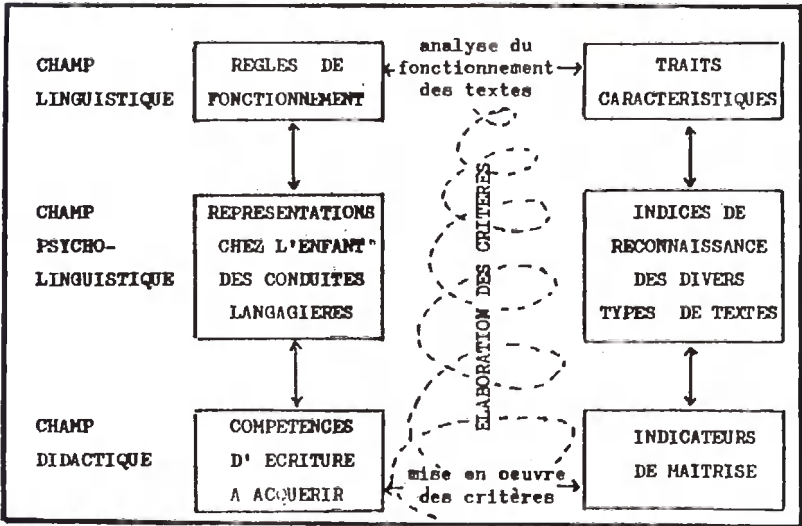 CHAMP
LINGUISTIQUE
REGLES DE
FONCTIONNEMENT
analyse du
fonctionnement
des textes
TRAITS
CARACTERISTIQUES
CHAMP
PSYCHO-
LINGUISTIQUE
REPRESENTATIONS
CHEZ L'ENFANT"
DES CONDUITES
LANGAGIERES
ELABORATION DES CRITERES
INDICES DE
RECONNAISSANCE
DES DIVERS
TYPES DE TEXTES
CHAMP
DIDACTIQUE
COMPETENCES
D' ECRITURE
A ACQUERIR
mise en oeuvre
des critères
INDICATEURS
DE MAITRISE